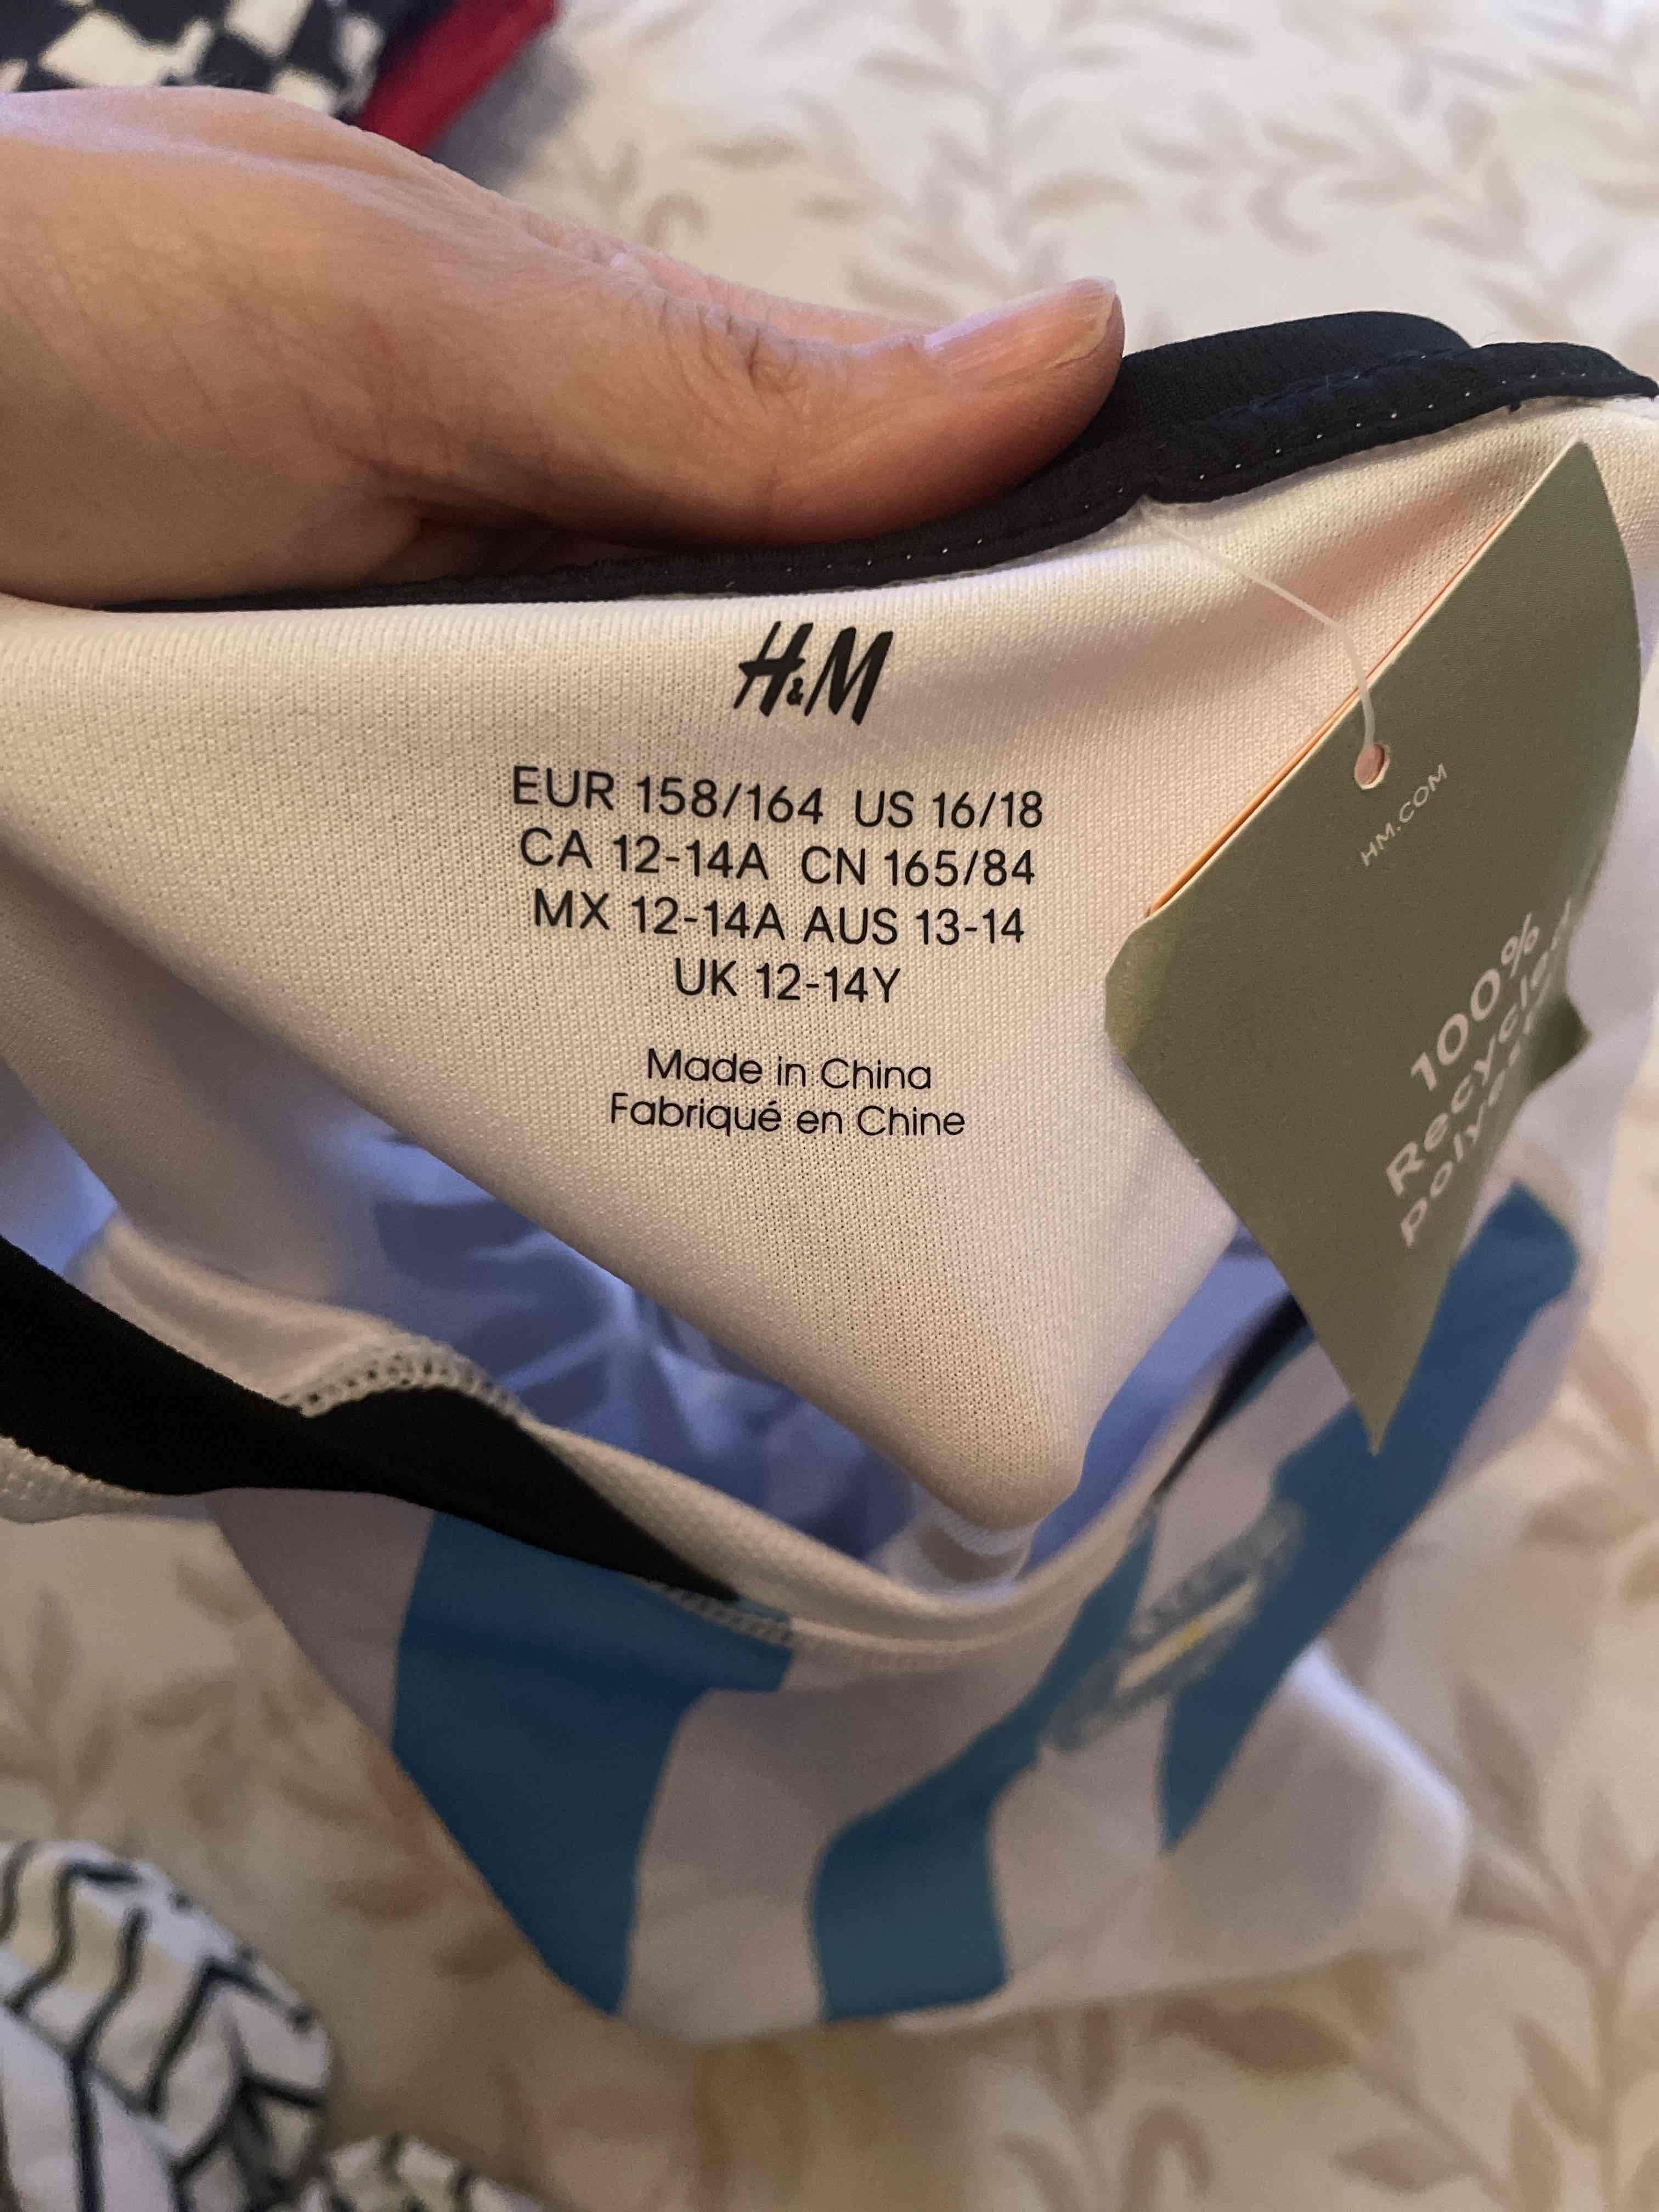 H&M
EUR 158/164 US 16/18
CA 12-14A CN 165/84
MX 12-14A AUS 13-14
UK 12-14Y
Made in China
Fabriqué en Chine
HM.COM
100%
Recycled